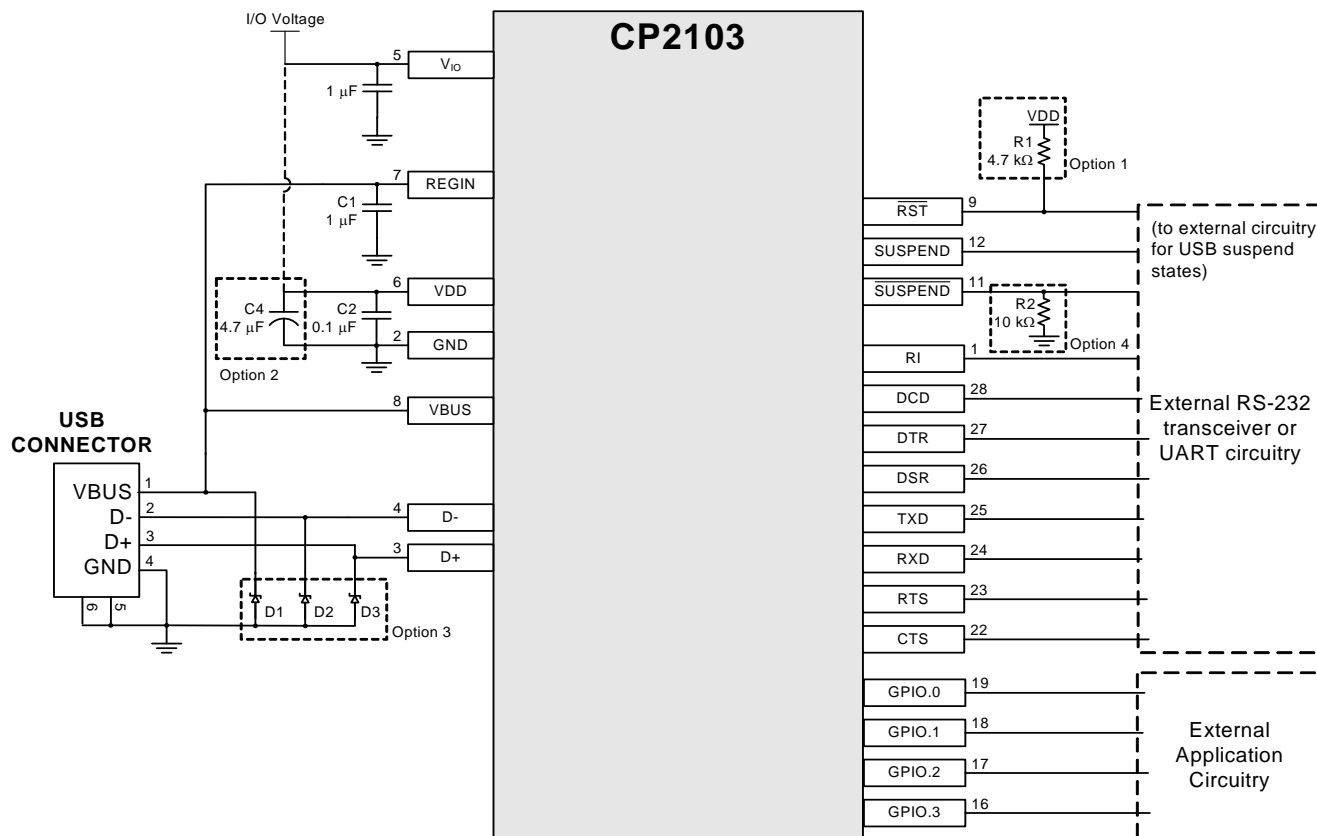 CP2103
I/O Voltage
5
VIO
1 μF
7
REGIN
C1
1 μF
6
VDD
C4
4.7 μF
C2
0.1 μF
2
GND
Option 2
8
VBUS
USB
CONNECTOR
VBUS
1
D-
2
D+
3
GND
4
6
5
4
D-
3
D+
D1
D2
D3
Option 3
VDD
R1
4.7 kΩ
Option 1
RST
9
SUSPEND
12
SUSPEND
11
R2
10 kΩ
Option 4
(to external circuitry
for USB suspend
states)
RI
1
DCD
28
DTR
27
DSR
26
TXD
25
RXD
24
RTS
23
CTS
22
External RS-232
transceiver or
UART circuitry
GPIO.0
19
GPIO.1
18
GPIO.2
17
GPIO.3
16
External
Application
Circuitry